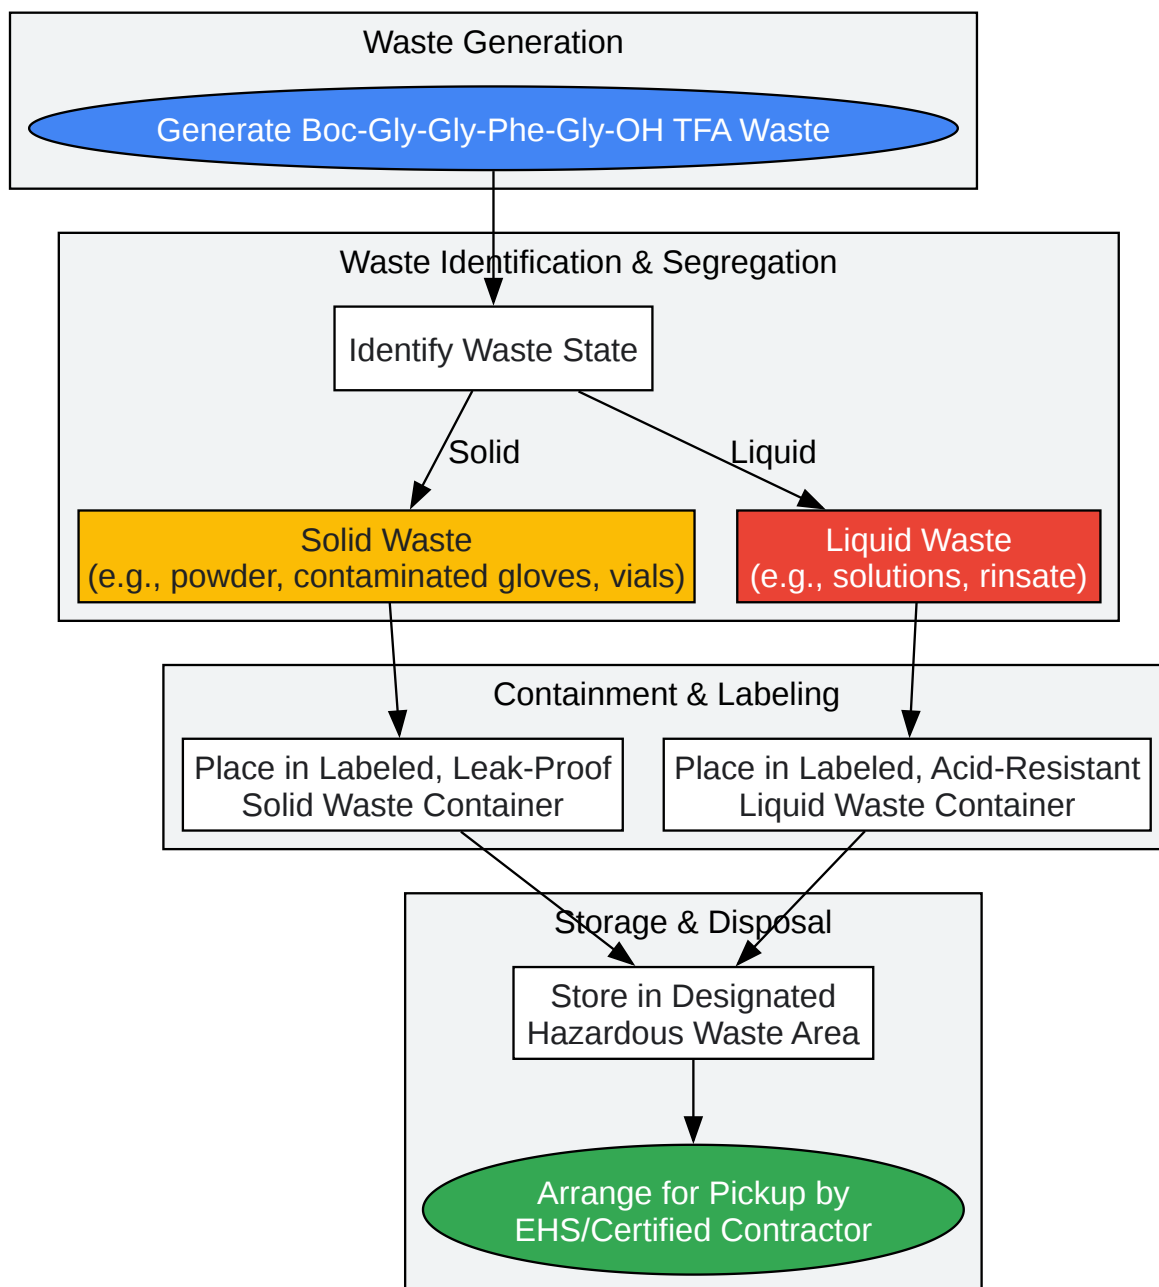 Waste Generation
Generate Boc-Gly-Gly-Phe-Gly-OH TFA Waste
Waste Identification & Segregation
Identify Waste State
Solid
Liquid
Solid Waste
(e.g., powder, contaminated gloves, vials)
Liquid Waste
(e.g., solutions, rinsate)
Containment & Labeling
Place in Labeled, Leak-Proof
Solid Waste Container
Place in Labeled, Acid-Resistant
Liquid Waste Container
Storage & Disposal
Store in Designated
Hazardous Waste Area
Arrange for Pickup by
EHS/Certified Contractor